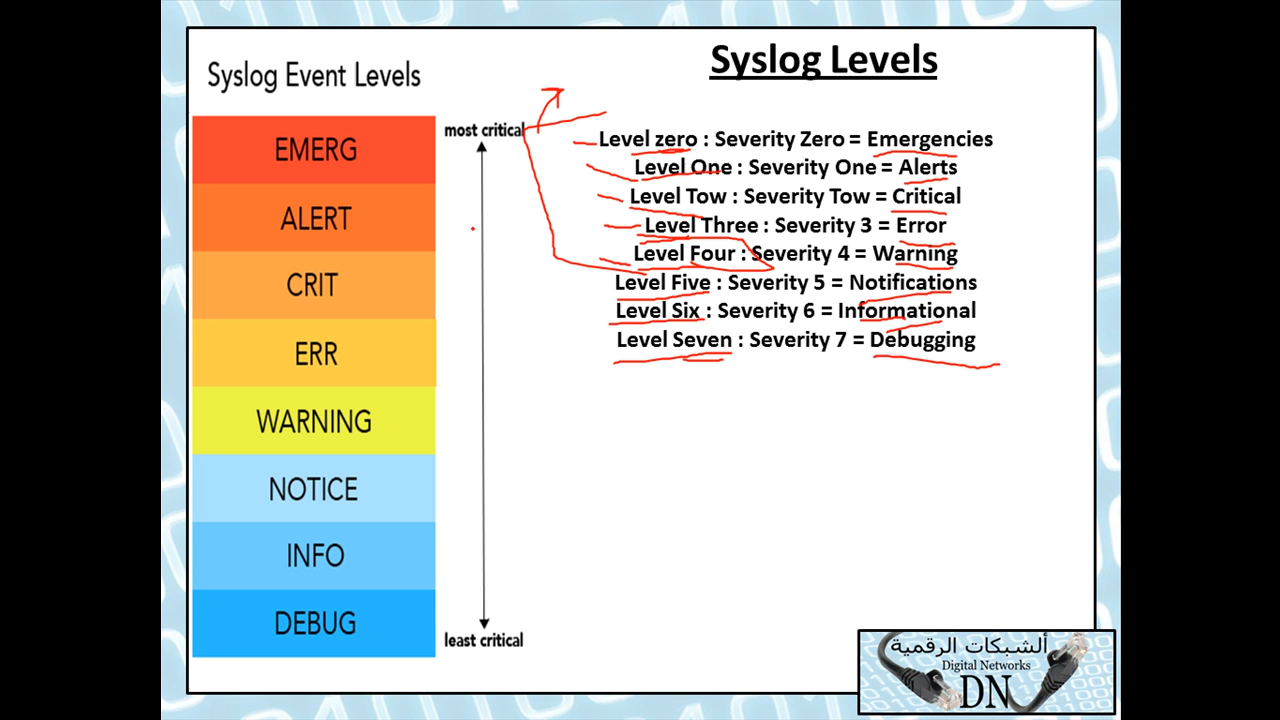 Syslog Event Levels
EMERG
ALERT
CRIT
ERR
WARNING
NOTICE
INFO
DEBUG
most critical
least critical
Syslog Levels
Level zero : Severity Zero = Emergencies
Level One : Severity One = Alerts
Level Tow : Severity Tow = Critical
Level Three : Severity 3 = Error
Level Four : Severity 4 = Warning
Level Five : Severity 5 = Notifications
Level Six : Severity 6 = Informational
Level Seven : Severity 7 = Debugging
ألشبكات الرقمية
Digital Networks
DN